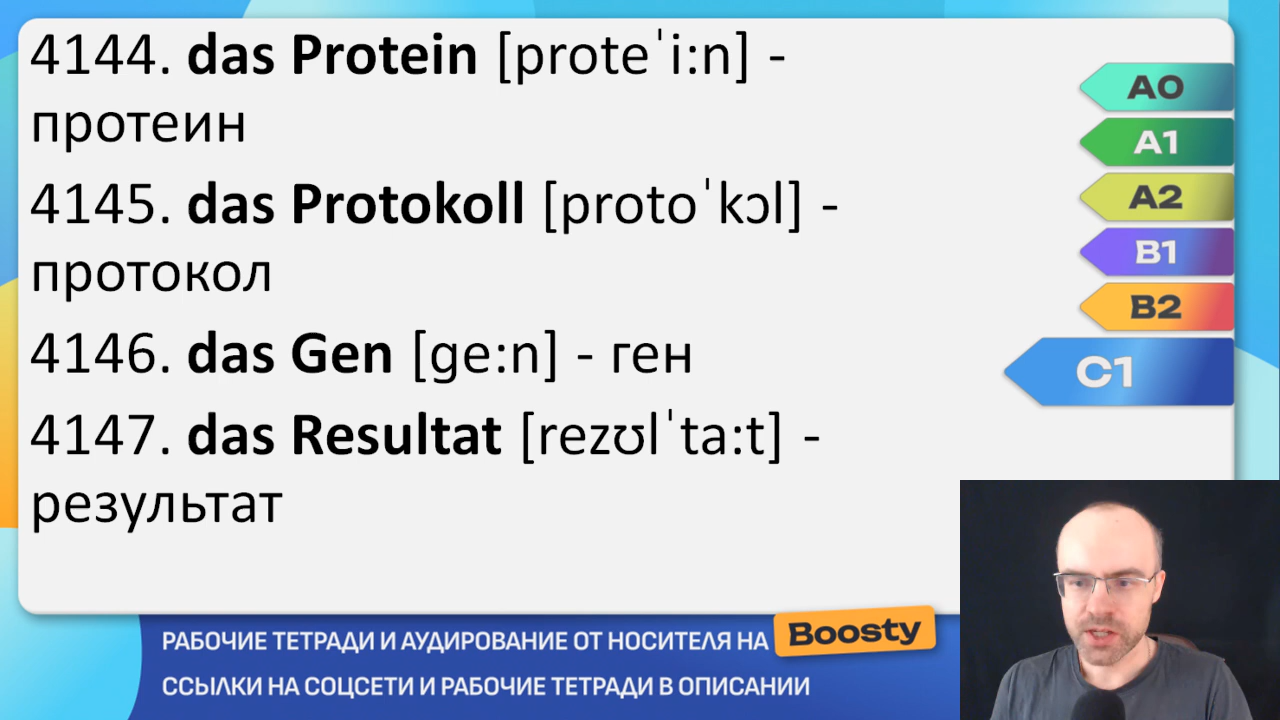 4144. das Protein [proteˈi:n] -
протеин
4145. das Protokoll [protoˈkɔl] -
протокол
4146. das Gen [ge:n] - ген
4147. das Resultat [rezʊlˈta:t] -
результат
A0
A1
A2
B1
B2
C1
РАБОЧИЕ ТЕТРАДИ И АУДИРОВАНИЕ ОТ НОСИТЕЛЯ НА Boosty
ССЫЛКИ НА СОЦСЕТИ И РАБОЧИЕ ТЕТРАДИ В ОПИСАНИИ